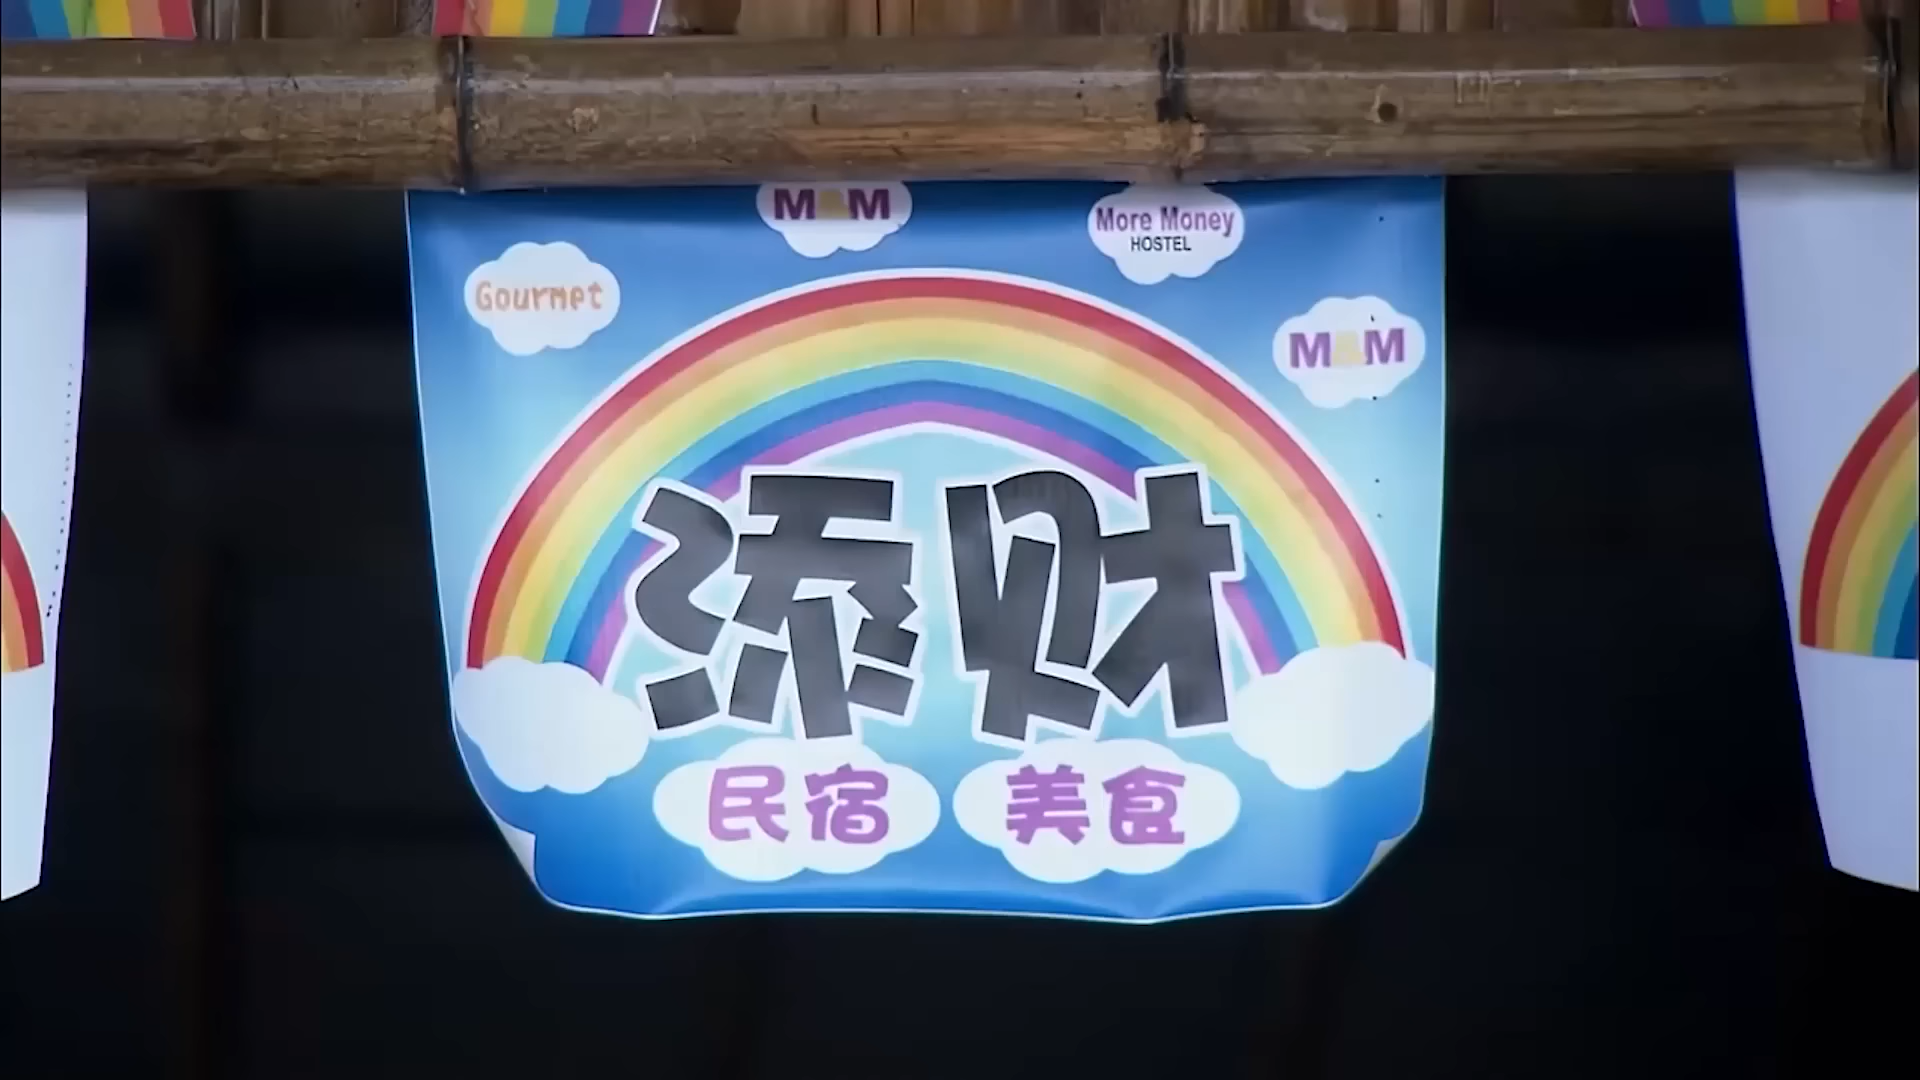 M&M
More Money
HOSTEL
Gourmet
M&M
添财
民宿 美食